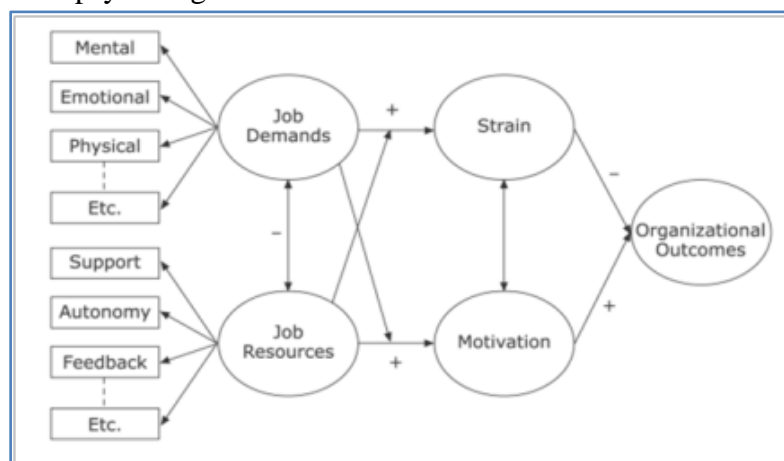 Mental
Emotional
Physical
Etc.
Support
Autonomy
Feedback
Etc.
Job
Demands
Job
Resources
+
-
+
Strain
Motivation
-
+
Organizational
Outcomes